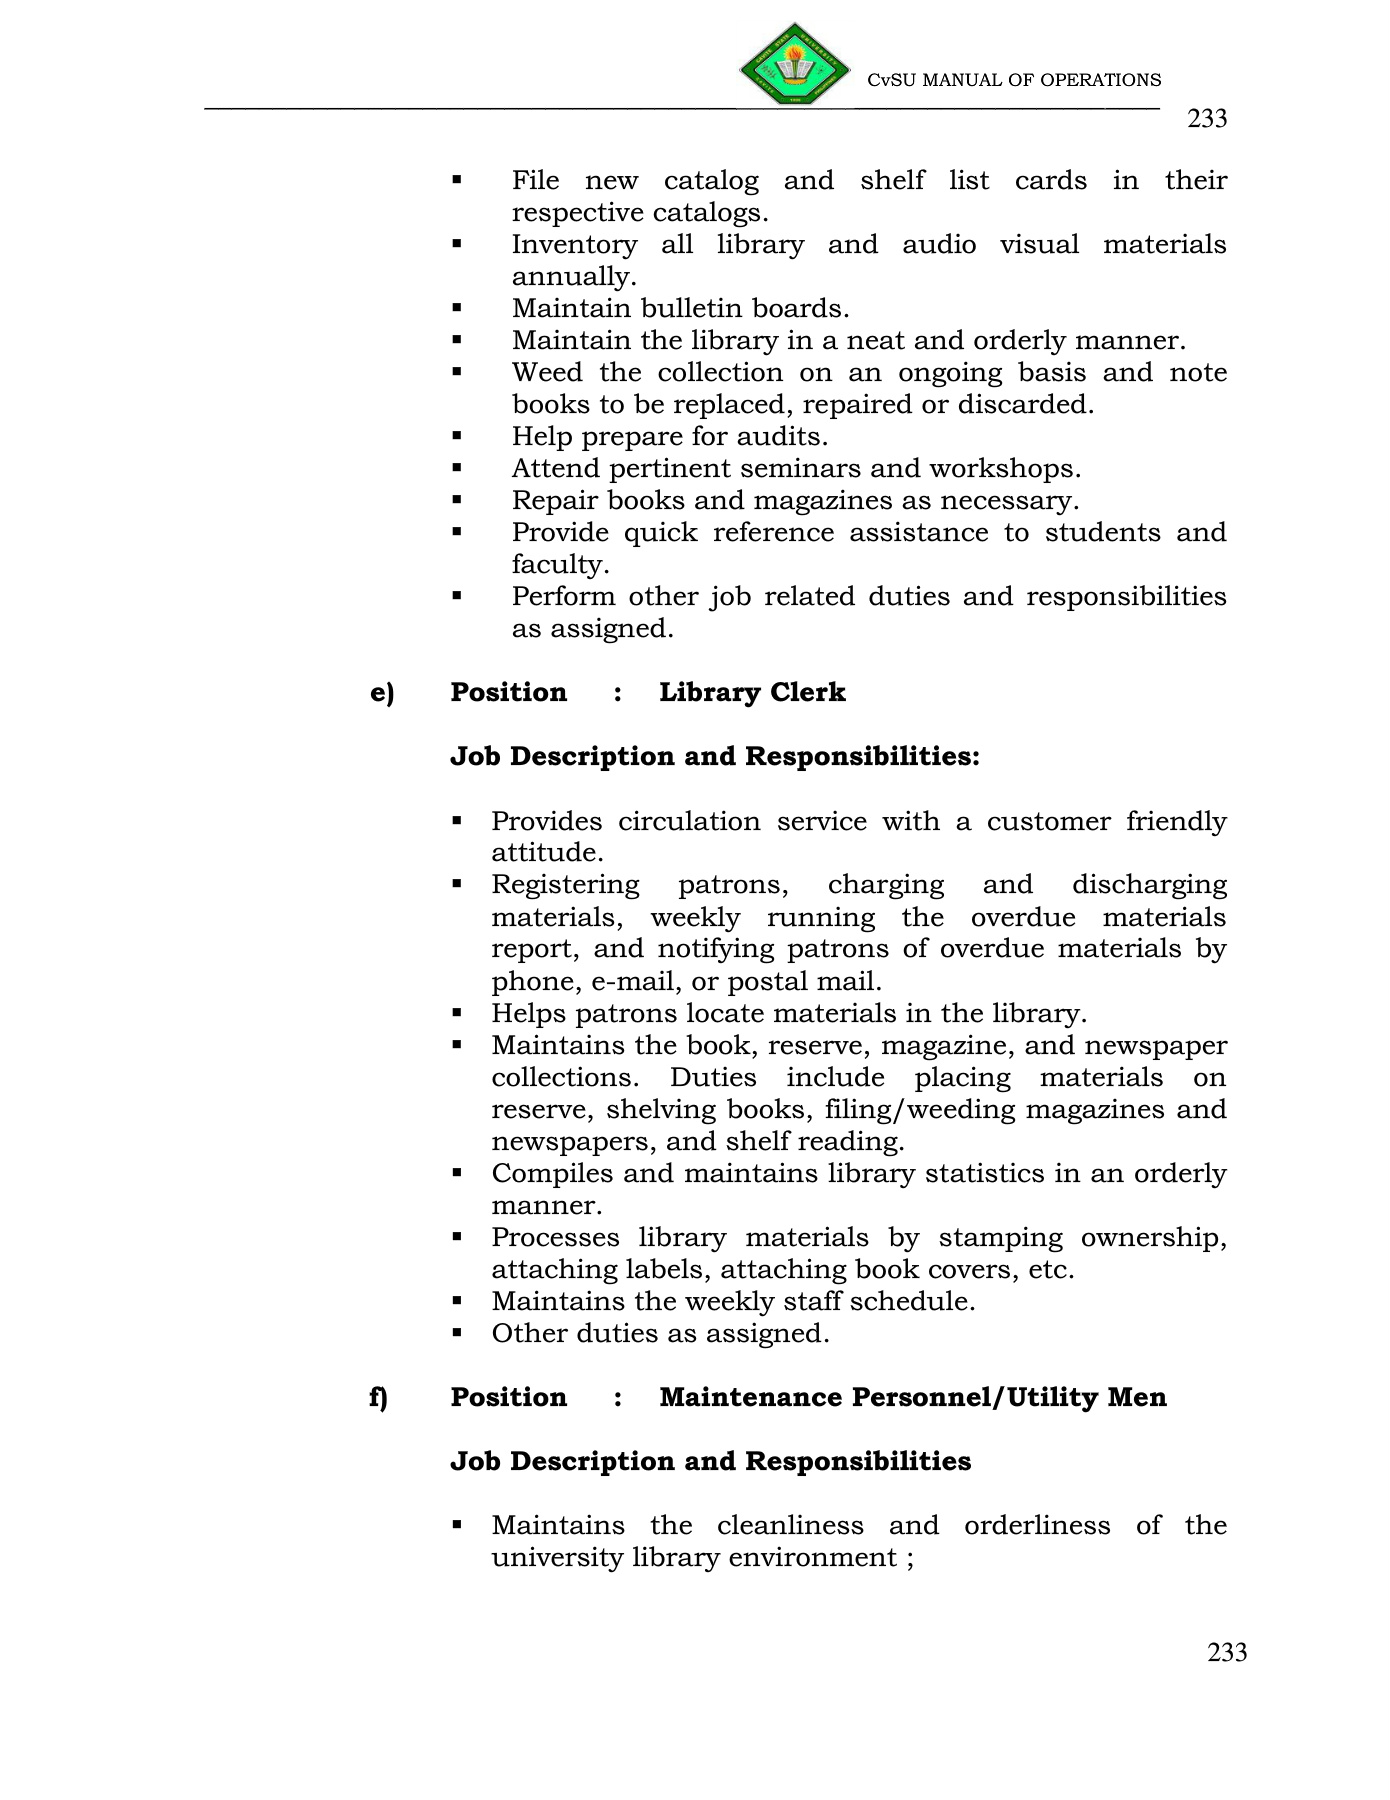 CvSU MANUAL OF OPERATIONS
233
▪ File new catalog and shelf list cards in their
respective catalogs.
▪ Inventory all library and audio visual materials
annually.
▪ Maintain bulletin boards.
▪ Maintain the library in a neat and orderly manner.
▪ Weed the collection on an ongoing basis and note
books to be replaced, repaired or discarded.
▪ Help prepare for audits.
▪ Attend pertinent seminars and workshops.
▪ Repair books and magazines as necessary.
▪ Provide quick reference assistance to students and
faculty.
▪ Perform other job related duties and responsibilities
as assigned.
e) Position : Library Clerk
Job Description and Responsibilities:
▪ Provides circulation service with a customer friendly
attitude.
▪ Registering patrons, charging and discharging
materials, weekly running the overdue materials
report, and notifying patrons of overdue materials by
phone, e-mail, or postal mail.
▪ Helps patrons locate materials in the library.
▪ Maintains the book, reserve, magazine, and newspaper
collections. Duties include placing materials on
reserve, shelving books, filing/weeding magazines and
newspapers, and shelf reading.
▪ Compiles and maintains library statistics in an orderly
manner.
▪ Processes library materials by stamping ownership,
attaching labels, attaching book covers, etc.
▪ Maintains the weekly staff schedule.
▪ Other duties as assigned.
f) Position : Maintenance Personnel/Utility Men
Job Description and Responsibilities
▪ Maintains the cleanliness and orderliness of the
university library environment ;
233